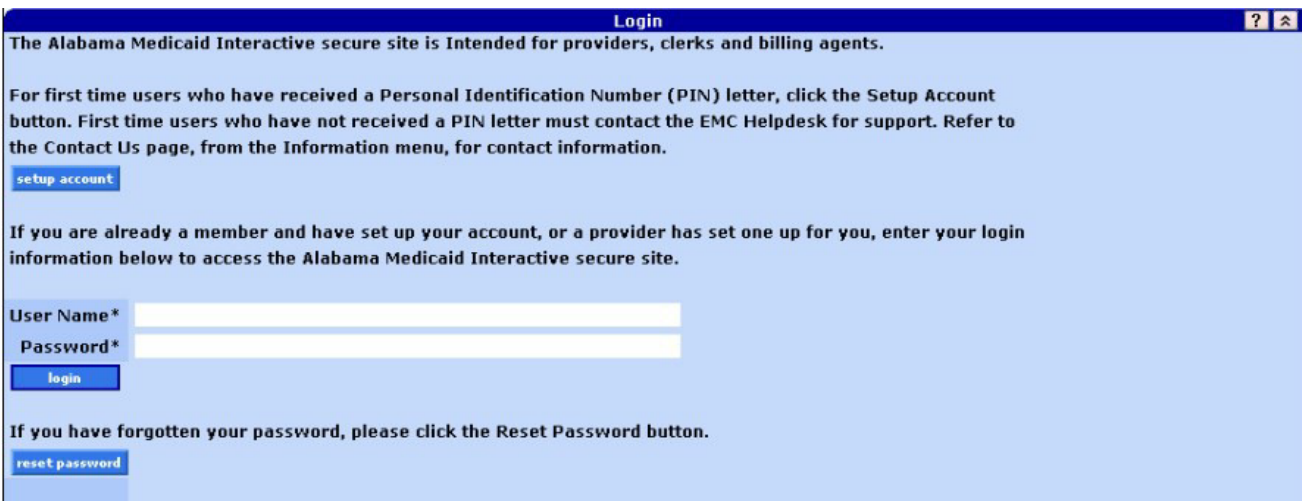 Login
?
The Alabama Medicaid Interactive secure site is Intended for providers, clerks and billing agents.
For first time users who have received a Personal Identification Number (PIN) letter, click the Setup Account
button. First time users who have not received a PIN letter must contact the EMC Helpdesk for support. Refer to
the Contact Us page, from the Information menu, for contact information.
setup account
If you are already a member and have set up your account, or a provider has set one up for you, enter your login
information below to access the Alabama Medicaid Interactive secure site.
User Name*
Password*
login
If you have forgotten your password, please click the Reset Password button.
reset password